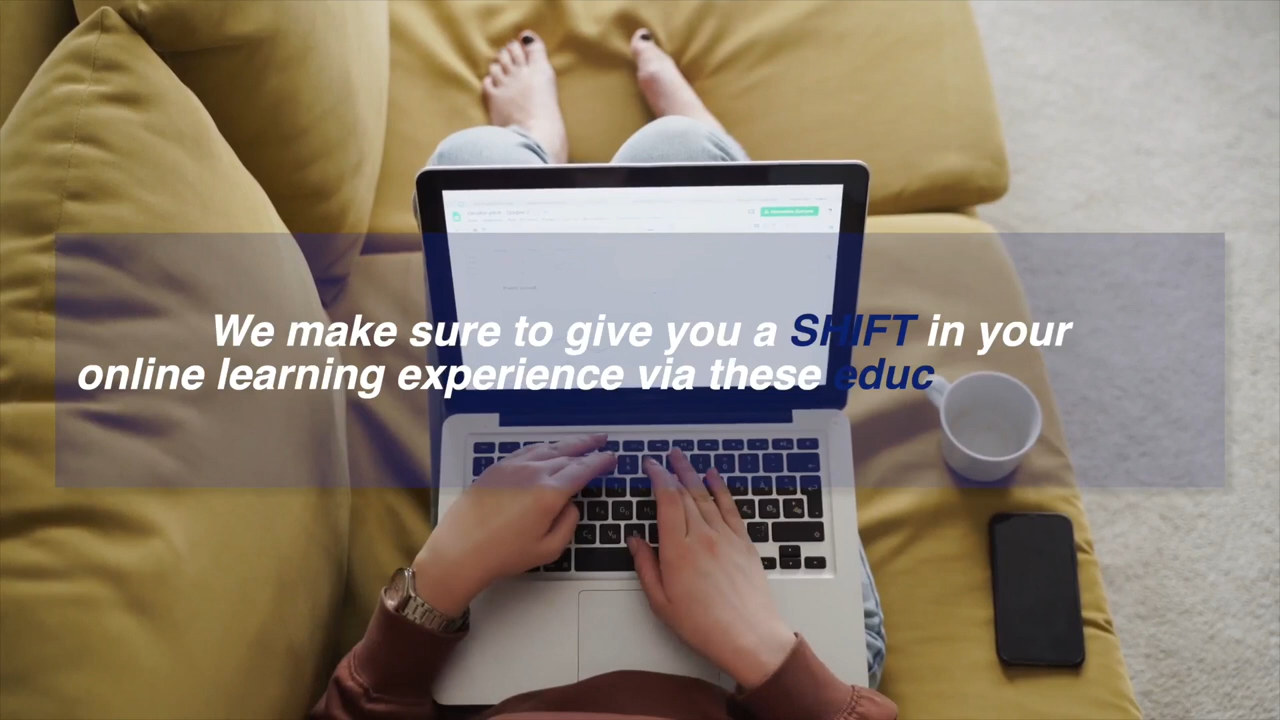 We make sure to give you a SHIFT in your
online learning experience via these educ